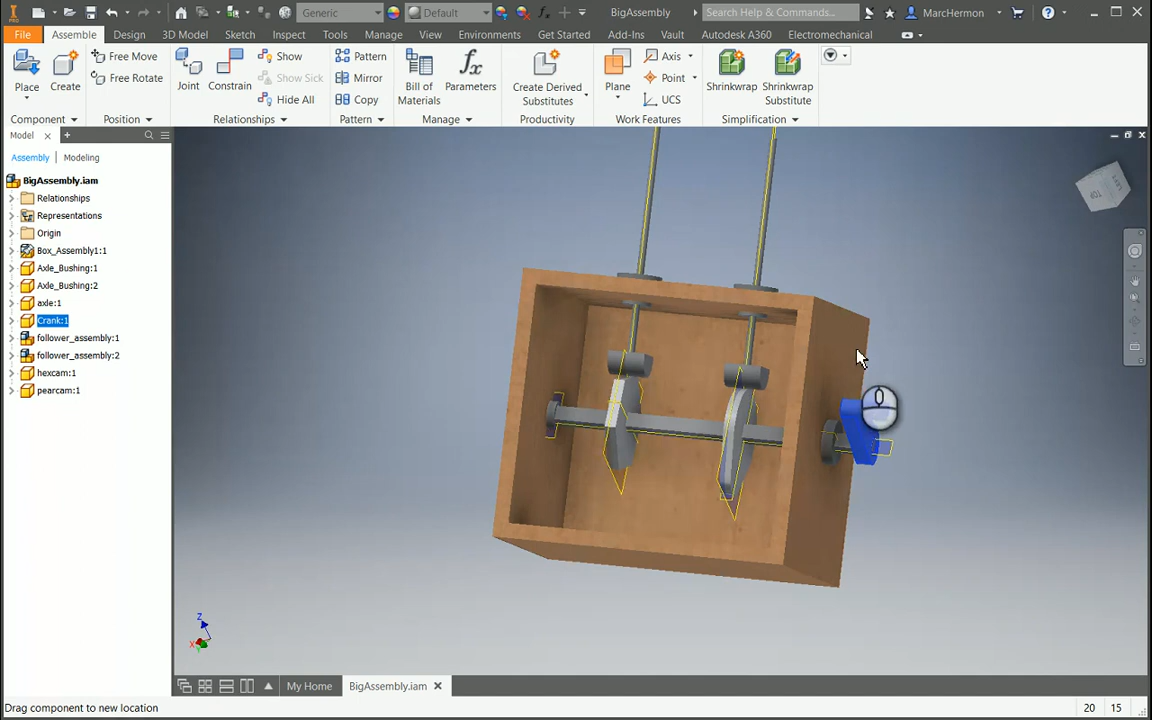 PRO
Generic
Default
fx
BigAssembly
Search Help & Commands...
MarcHermon
File
Assemble
Design
3D Model
Sketch
Inspect
Tools
Manage
View
Environments
Get Started
Add-Ins
Vault
Autodesk A360
Electromechanical
Place
Create
Free Move
Free Rotate
Joint
Constrain
Show
Show Sick
Hide All
Pattern
Mirror
Copy
Bill of
Materials
fx
Parameters
Create Derived
Substitutes
Plane
Axis
Point
UCS
Shrinkwrap
Shrinkwrap
Substitute
Component
Position
Relationships
Pattern
Manage
Productivity
Work Features
Simplification
Model
Assembly
Modeling
BigAssembly.iam
Relationships
Representations
Origin
Box_Assembly1:1
Axle_Bushing:1
Axle_Bushing:2
axle:1
Crank:1
follower_assembly:1
follower_assembly:2
hexcam:1
pearcam:1
Z
X
My Home
BigAssembly.iam
Drag component to new location
20
15